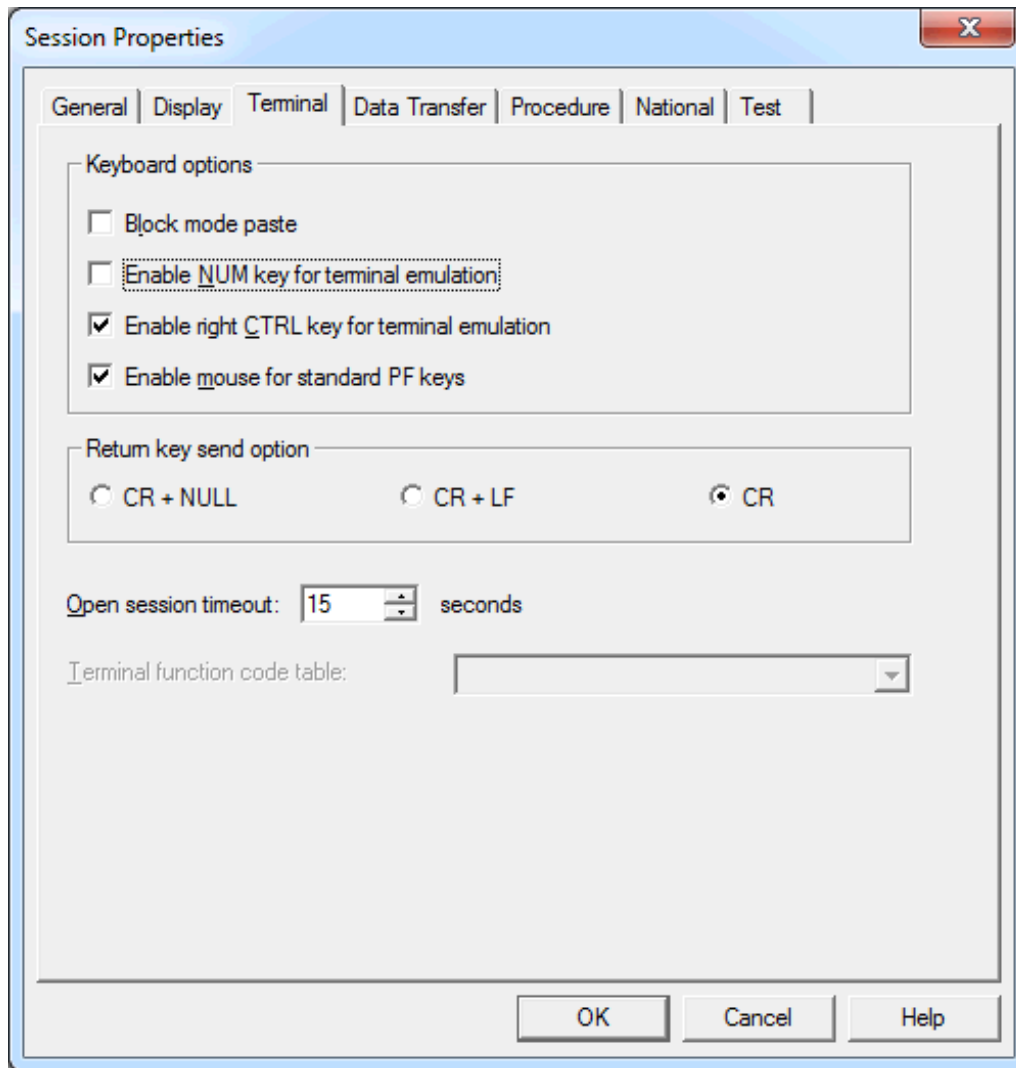 Session Properties
General Display Terminal Data Transfer Procedure National Test
Keyboard options
Block mode paste
Enable NUM key for terminal emulation
Enable right CTRL key for terminal emulation
Enable mouse for standard PF keys
Return key send option
CR + NULL CR + LF CR
Open session timeout: 15 seconds
Terminal function code table:
OK Cancel Help